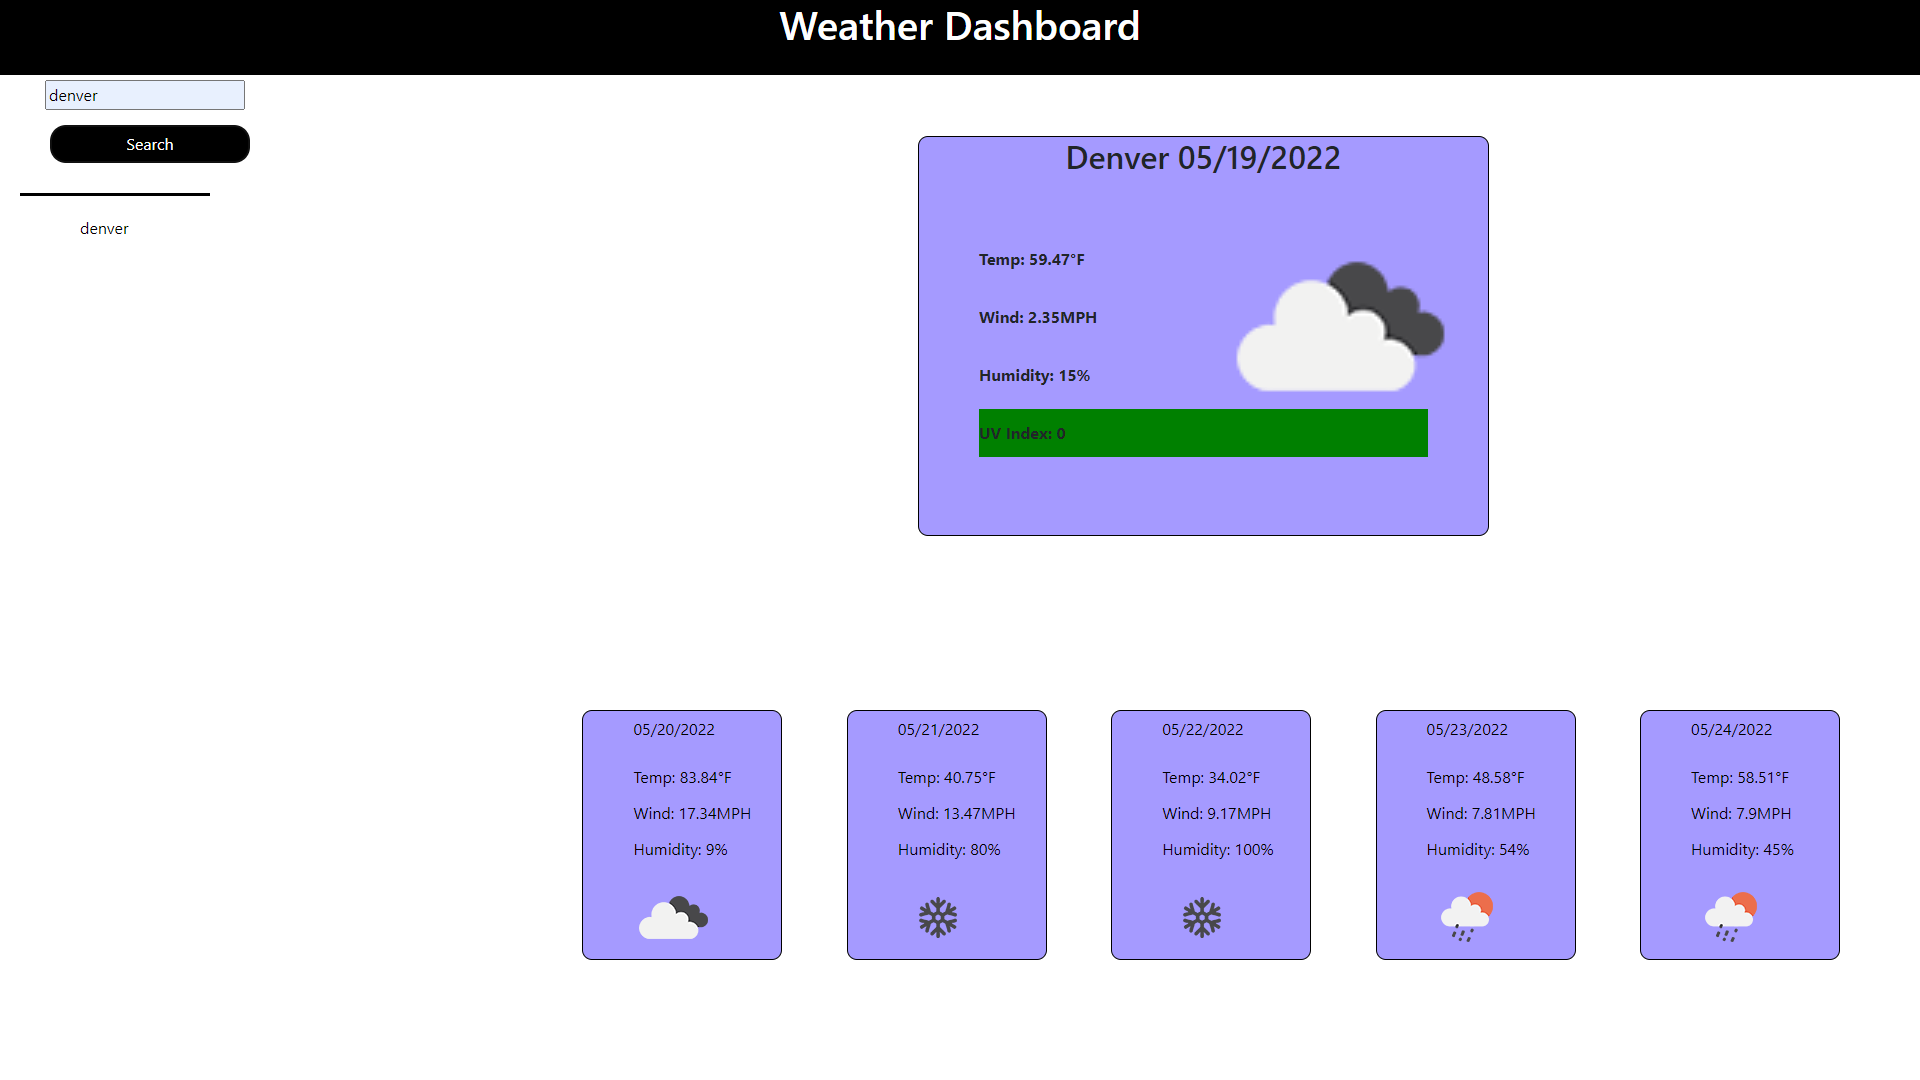 Weather Dashboard
denver
Search
denver
Denver 05/19/2022
Temp: 59.47°F
Wind: 2.35MPH
Humidity: 15%
UV Index: 0
05/20/2022
Temp: 83.84°F
Wind: 17.34MPH
Humidity: 9%
05/21/2022
Temp: 40.75°F
Wind: 13.47MPH
Humidity: 80%
05/22/2022
Temp: 34.02°F
Wind: 9.17MPH
Humidity: 100%
05/23/2022
Temp: 48.58°F
Wind: 7.81MPH
Humidity: 54%
05/24/2022
Temp: 58.51°F
Wind: 7.9MPH
Humidity: 45%